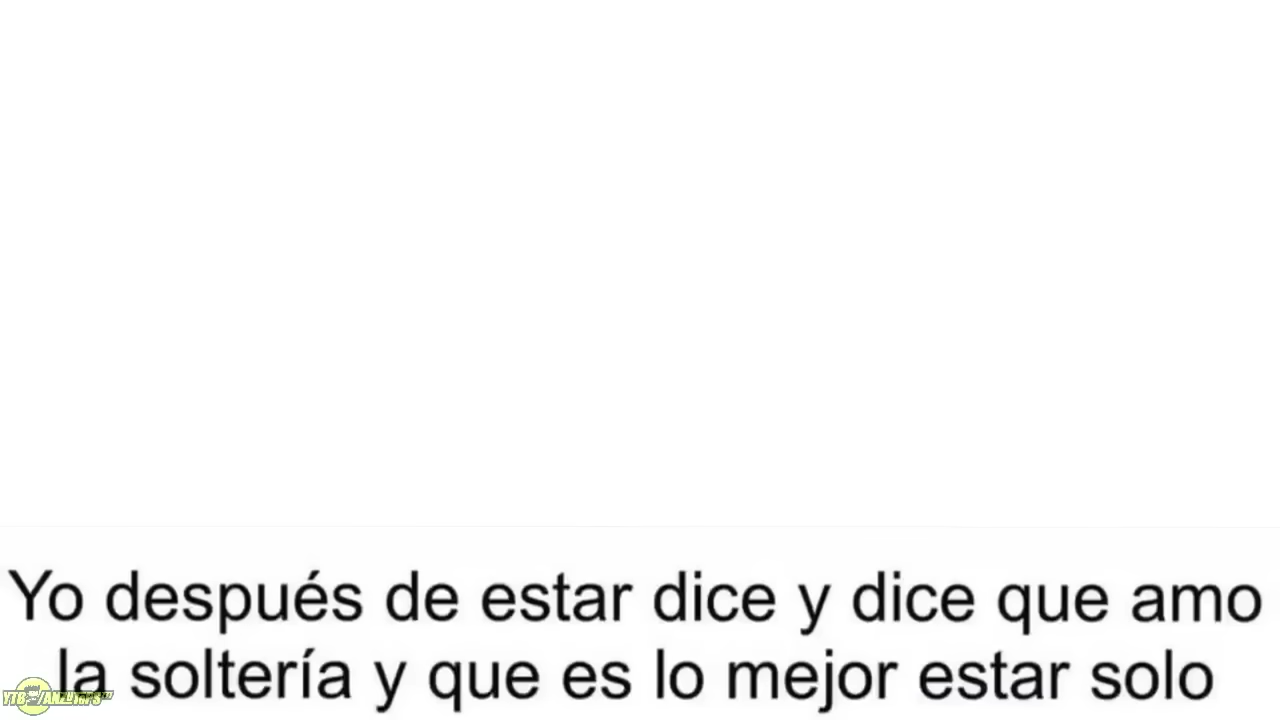 Yo después de estar dice y dice que amo
la soltería y que es lo mejor estar solo